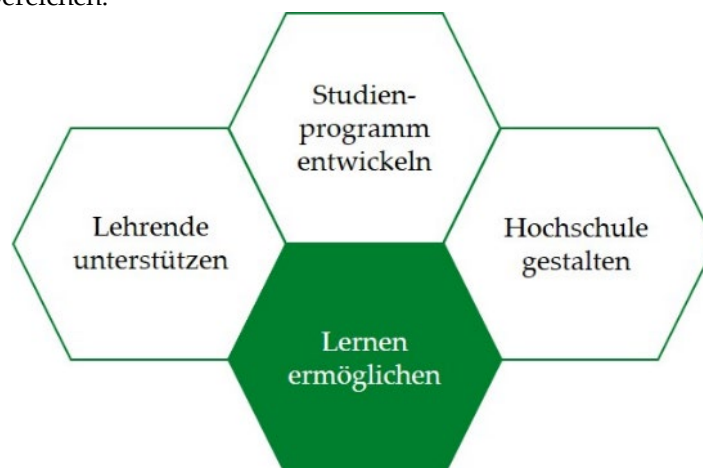 Studien-
programm
entwickeln
Lehrende
unterstützen
Hochschule
gestalten
Lernen
ermöglichen